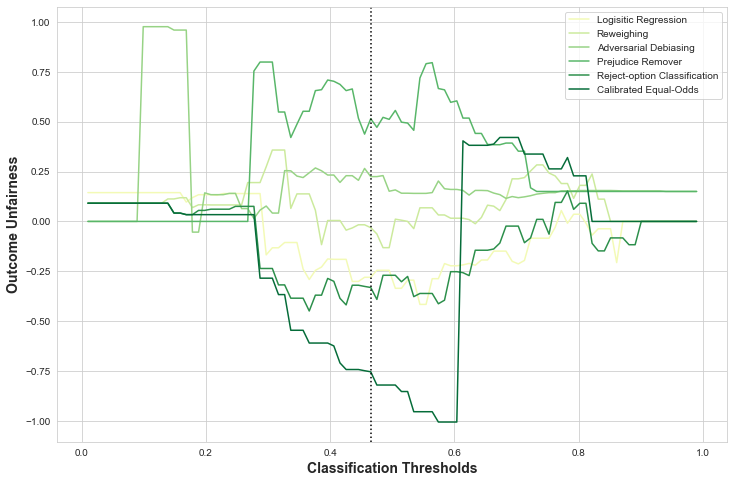 1.00
0.75
0.50
0.25
0.00
−0.25
−0.50
−0.75
−1.00
Outcome Unfairness
Logisitic Regression
Reweighing
Adversarial Debiasing
Prejudice Remover
Reject-option Classification
Calibrated Equal-Odds
0.0 0.2 0.4 0.6 0.8 1.0
Classification Thresholds